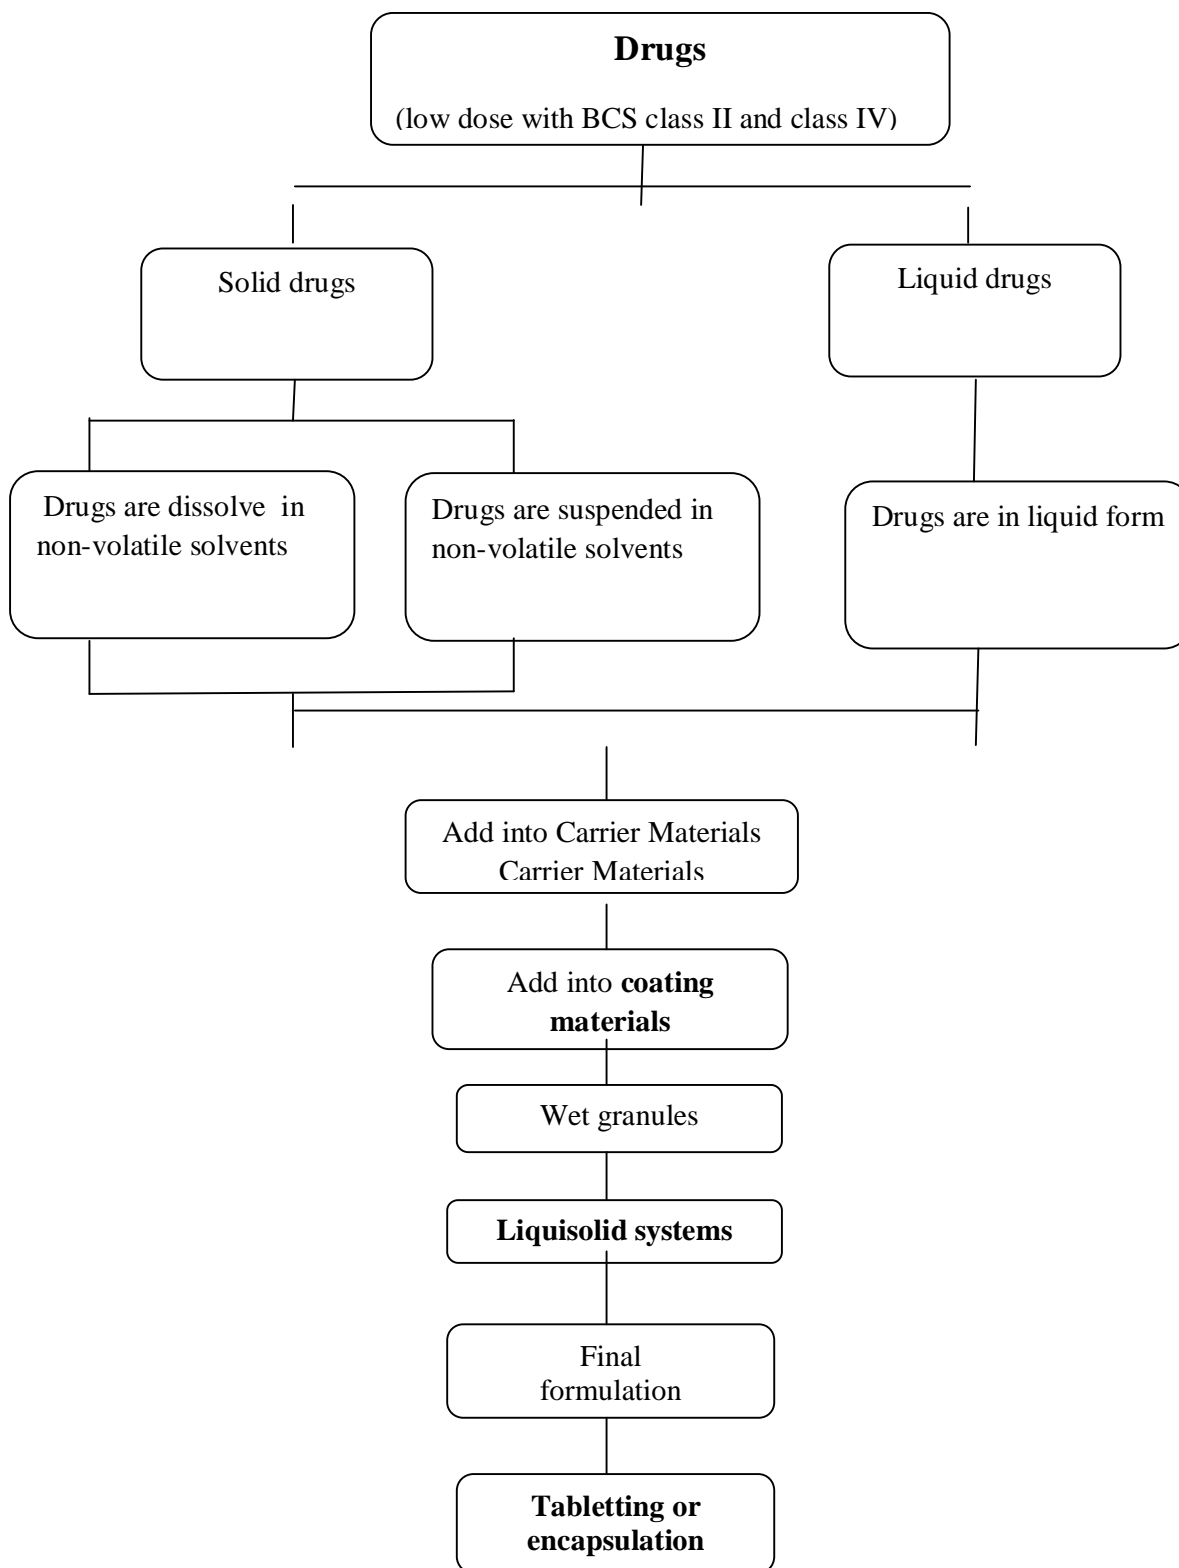 Drugs
(low dose with BCS class II and class IV)
Solid drugs
Liquid drugs
Drugs are dissolve in
non-volatile solvents
Drugs are suspended in
non-volatile solvents
Drugs are in liquid form
Add into Carrier Materials
Carrier Materials
Add into coating
materials
Wet granules
Liquisolid systems
Final
formulation
Tabletting or
encapsulation